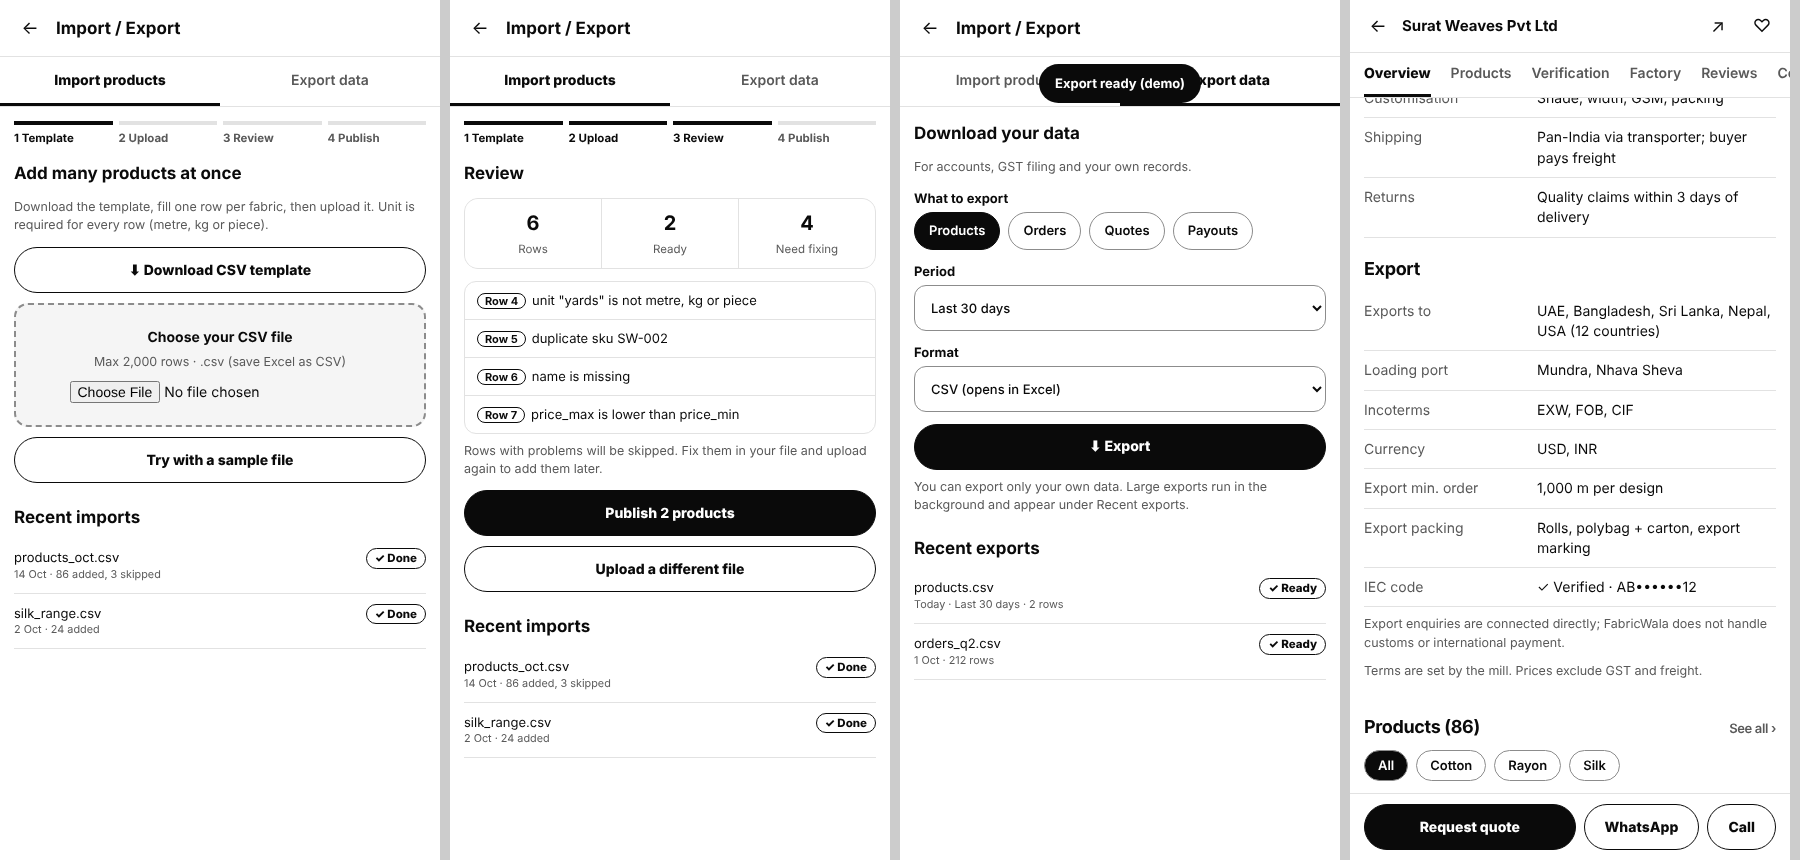 ← Import / Export
Import products
Export data
1 Template
2 Upload
3 Review
4 Publish
Add many products at once
Download the template, fill one row per fabric, then upload it. Unit is
required for every row (metre, kg or piece).
⬇ Download CSV template
Choose your CSV file
Max 2,000 rows · .csv (save Excel as CSV)
Choose File No file chosen
Try with a sample file
Recent imports
products_oct.csv
✓ Done
14 Oct · 86 added, 3 skipped
silk_range.csv
✓ Done
2 Oct · 24 added
← Import / Export
Import products
Export data
1 Template
2 Upload
3 Review
4 Publish
Review
6
2
4
Rows
Ready
Need fixing
Row 4 unit "yards" is not metre, kg or piece
Row 5 duplicate sku SW-002
Row 6 name is missing
Row 7 price_max is lower than price_min
Rows with problems will be skipped. Fix them in your file and upload
again to add them later.
Publish 2 products
Upload a different file
Recent imports
products_oct.csv
✓ Done
14 Oct · 86 added, 3 skipped
silk_range.csv
✓ Done
2 Oct · 24 added
← Import / Export
Import produ
Export ready (demo)
xport data
Download your data
For accounts, GST filing and your own records.
What to export
Products
Orders
Quotes
Payouts
Period
Last 30 days
Format
CSV (opens in Excel)
⬇ Export
You can export only your own data. Large exports run in the
background and appear under Recent exports.
Recent exports
products.csv
✓ Ready
Today · Last 30 days · 2 rows
orders_q2.csv
✓ Ready
1 Oct · 212 rows
← Surat Weaves Pvt Ltd ↗ ♡
Overview
Products
Verification
Factory
Reviews
Co
Customisation
Shade, width, GSM, packing
Shipping
Pan-India via transporter; buyer
pays freight
Returns
Quality claims within 3 days of
delivery
Export
Exports to
UAE, Bangladesh, Sri Lanka, Nepal,
USA (12 countries)
Loading port
Mundra, Nhava Sheva
Incoterms
EXW, FOB, CIF
Currency
USD, INR
Export min. order
1,000 m per design
Export packing
Rolls, polybag + carton, export
marking
IEC code
✓ Verified · AB••••••12
Export enquiries are connected directly; FabricWala does not handle
customs or international payment.
Terms are set by the mill. Prices exclude GST and freight.
Products (86)
See all ›
All
Cotton
Rayon
Silk
Request quote
WhatsApp
Call